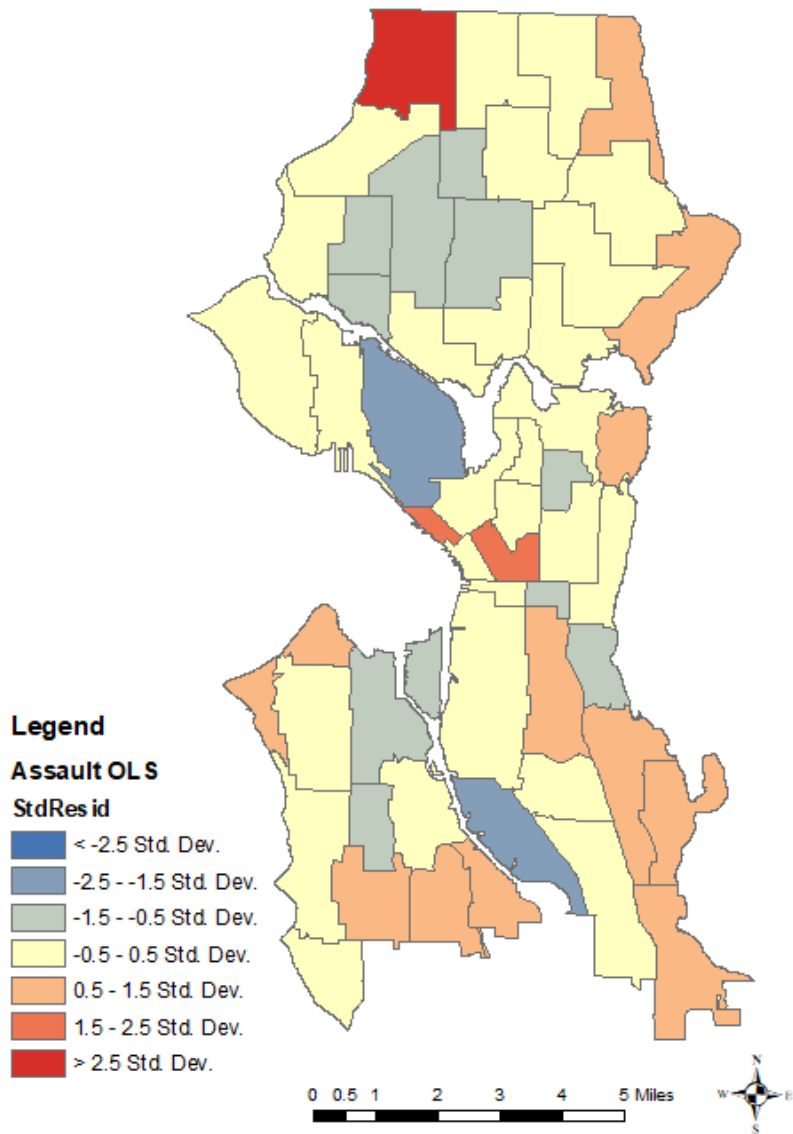 Legend
Assault OLS
StdResid
< -2.5 Std. Dev.
-2.5 - -1.5 Std. Dev.
-1.5 - -0.5 Std. Dev.
-0.5 - 0.5 Std. Dev.
0.5 - 1.5 Std. Dev.
1.5 - 2.5 Std. Dev.
> 2.5 Std. Dev.
0 0.5 1 2 3 4 5 Miles
N
W E
S